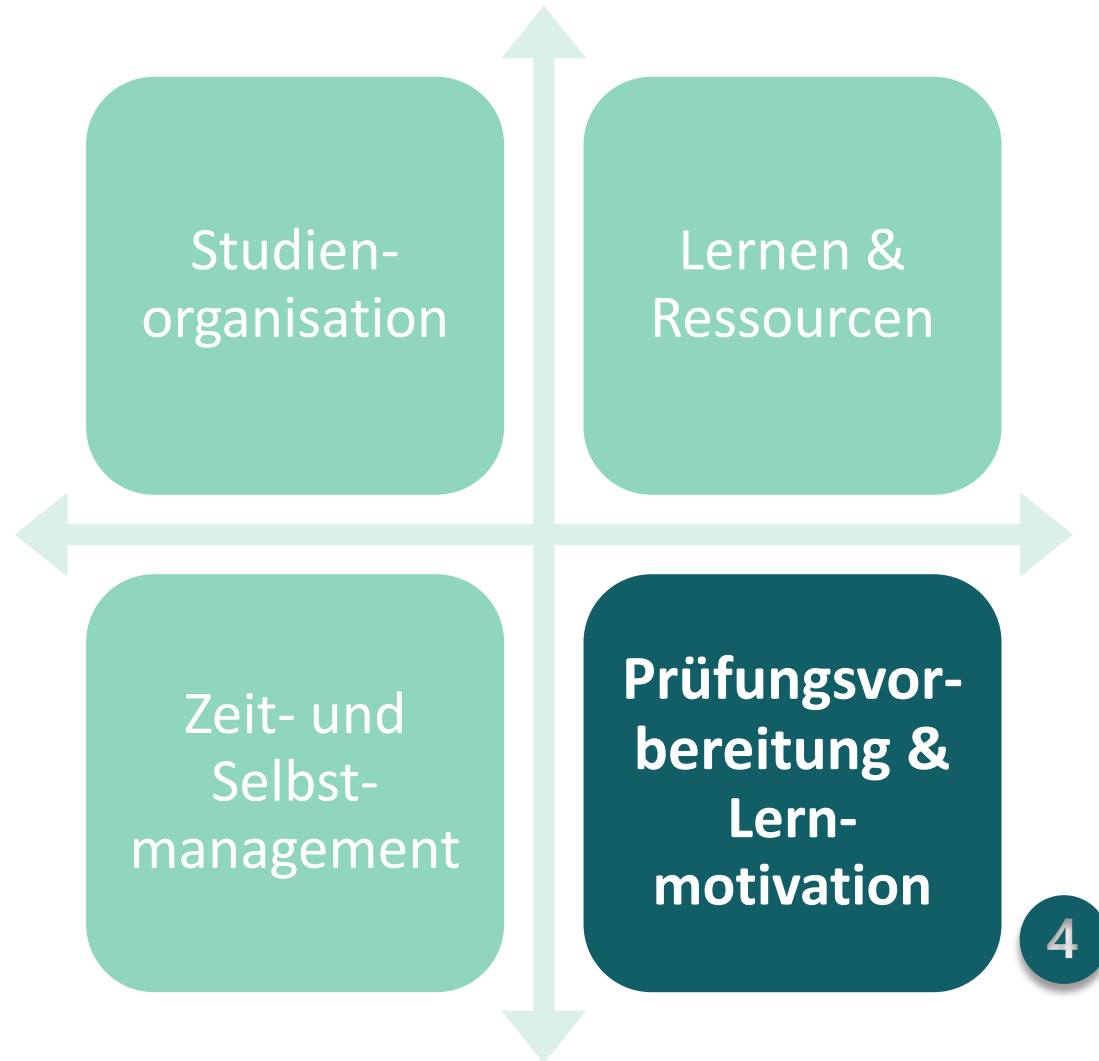 Studien-
organisation
Lernen &
Ressourcen
Zeit- und
Selbst-
management
Prüfungsvor-
bereitung &
Lern-
motivation
4